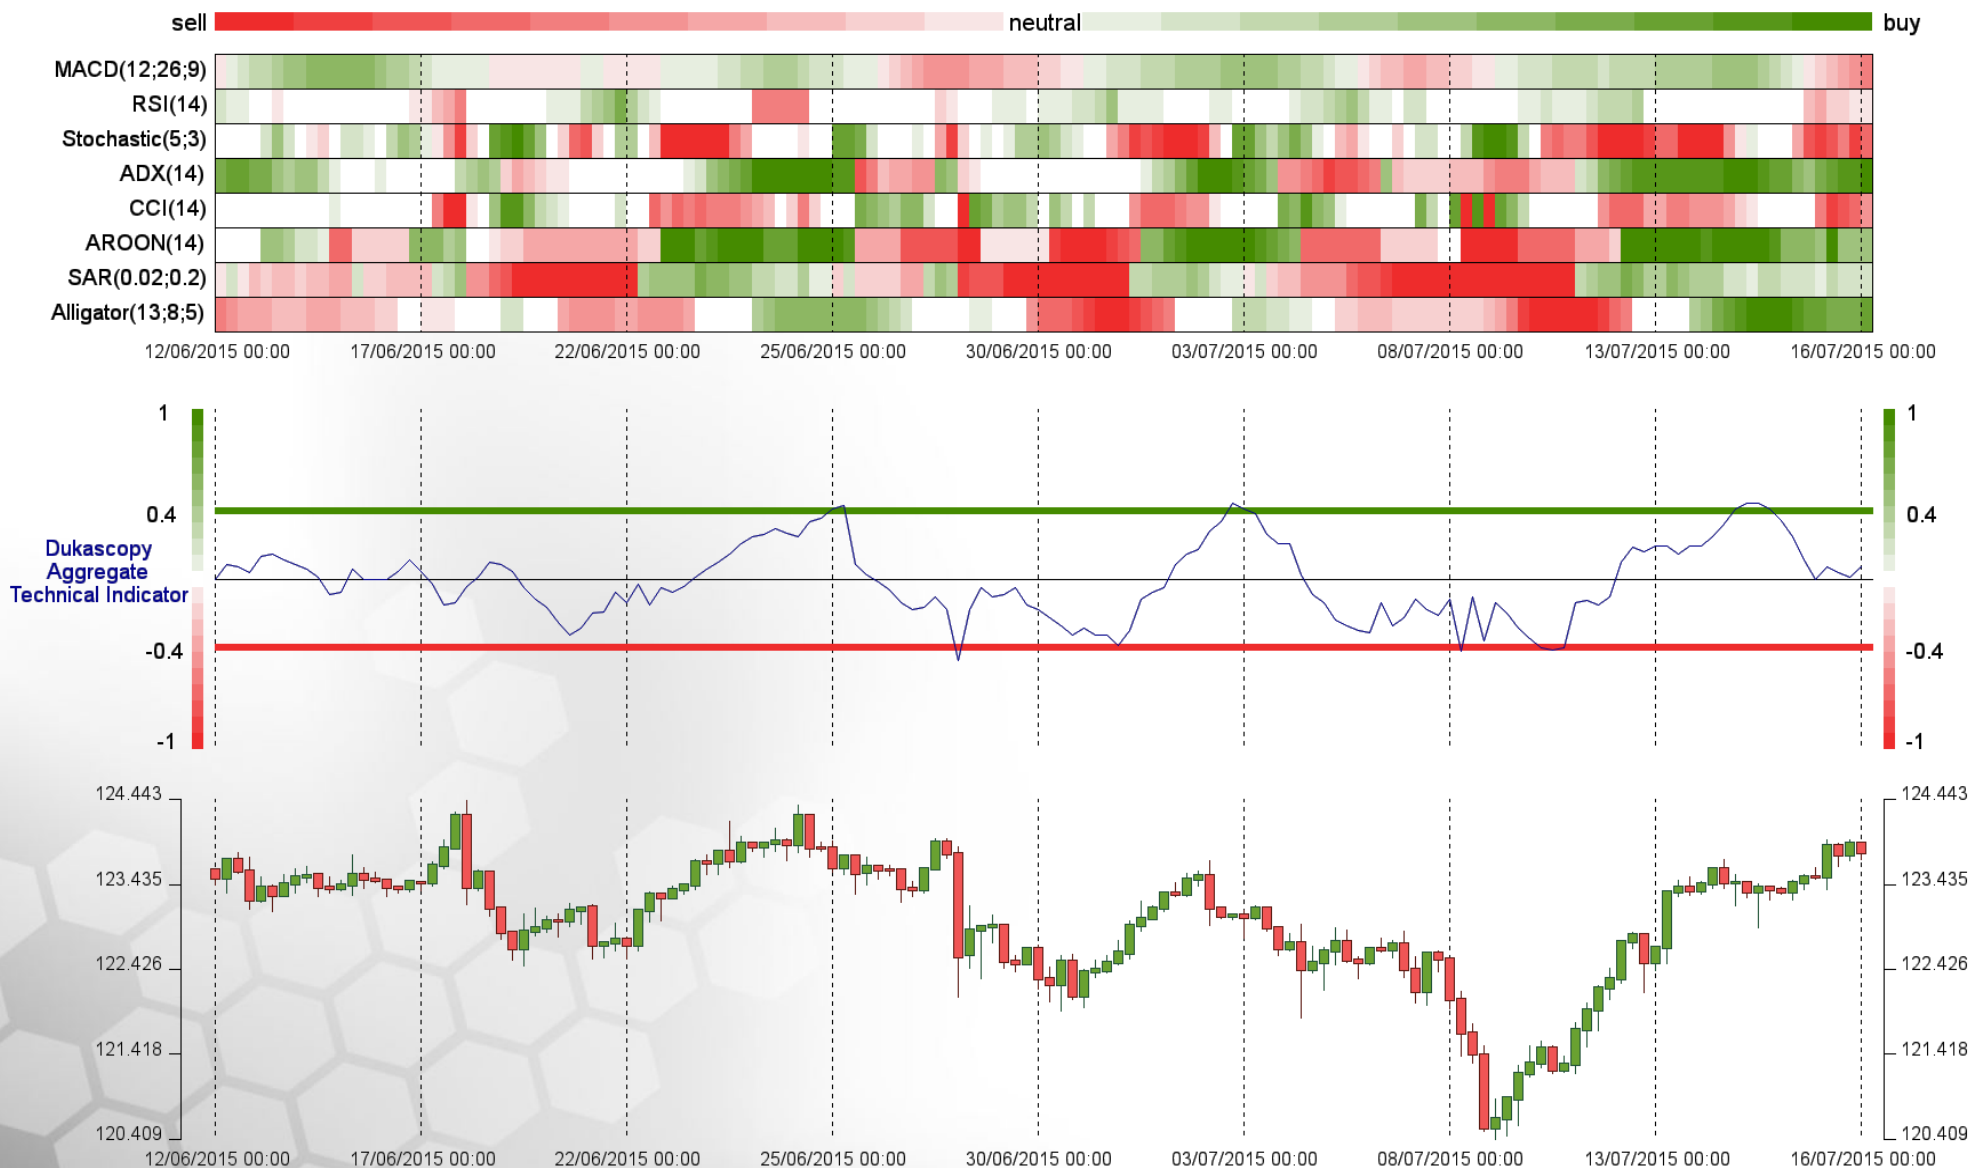 sell neutral buy
MACD(12;26;9)
RSI(14)
Stochastic(5;3)
ADX(14)
CCI(14)
AROON(14)
SAR(0.02;0.2)
Alligator(13;8;5)
12/06/2015 00:00 17/06/2015 00:00 22/06/2015 00:00 25/06/2015 00:00 30/06/2015 00:00 03/07/2015 00:00 08/07/2015 00:00 13/07/2015 00:00 16/07/2015 00:00
1 1
0.4 0.4
Dukascopy
Aggregate
Technical Indicator
-0.4 -0.4
-1 -1
124.443 124.443
123.435 123.435
122.426 122.426
121.418 121.418
120.409 120.409
12/06/2015 00:00 17/06/2015 00:00 22/06/2015 00:00 25/06/2015 00:00 30/06/2015 00:00 03/07/2015 00:00 08/07/2015 00:00 13/07/2015 00:00 16/07/2015 00:00